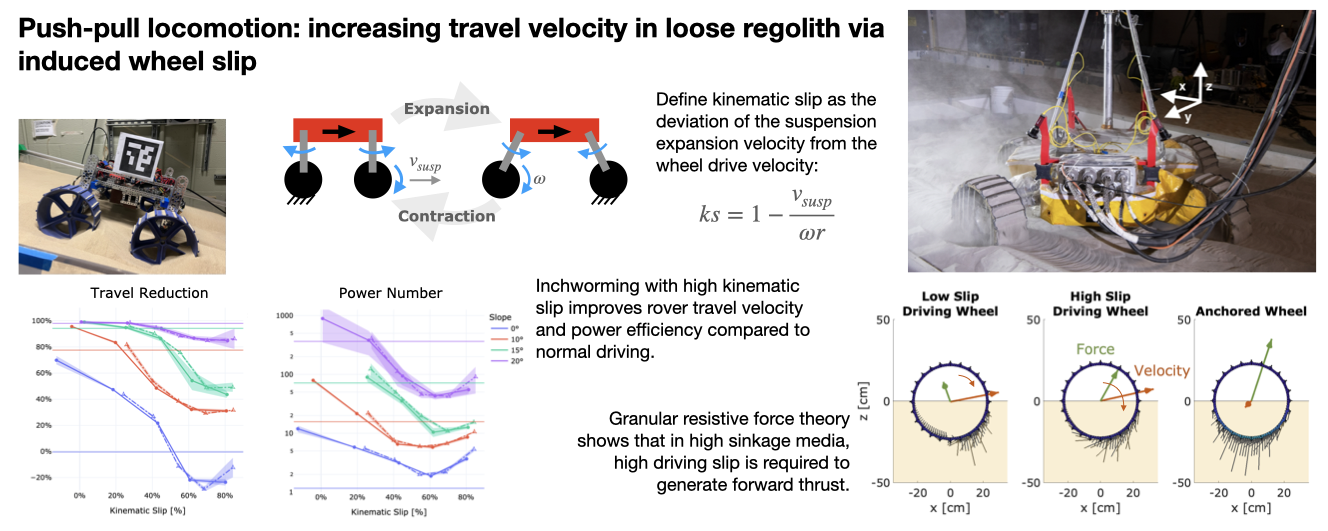 Push-pull locomotion: increasing travel velocity in loose regolith via
induced wheel slip
Expansion
v_susp
ω
Contraction
Define kinematic slip as the
deviation of the suspension
expansion velocity from the
wheel drive velocity:
ks = 1 − v_susp / ωr
x
z
y
Travel Reduction
100%
80%
60%
40%
20%
0%
−20%
0% 20% 40% 60% 80%
Kinematic Slip [%]
Power Number
1000
5
2
100
5
2
10
5
2
1
0% 20% 40% 60% 80%
Kinematic Slip [%]
Slope
0°
10°
15°
20°
Inchworming with high kinematic
slip improves rover travel velocity
and power efficiency compared to
normal driving.
Granular resistive force theory
shows that in high sinkage media,
high driving slip is required to
generate forward thrust.
Low Slip
Driving Wheel
50
0
-50
z [cm]
-20 0 20
x [cm]
High Slip
Driving Wheel
Force
Velocity
50
0
-50
-20 0 20
x [cm]
Anchored Wheel
50
0
-50
-20 0 20
x [cm]